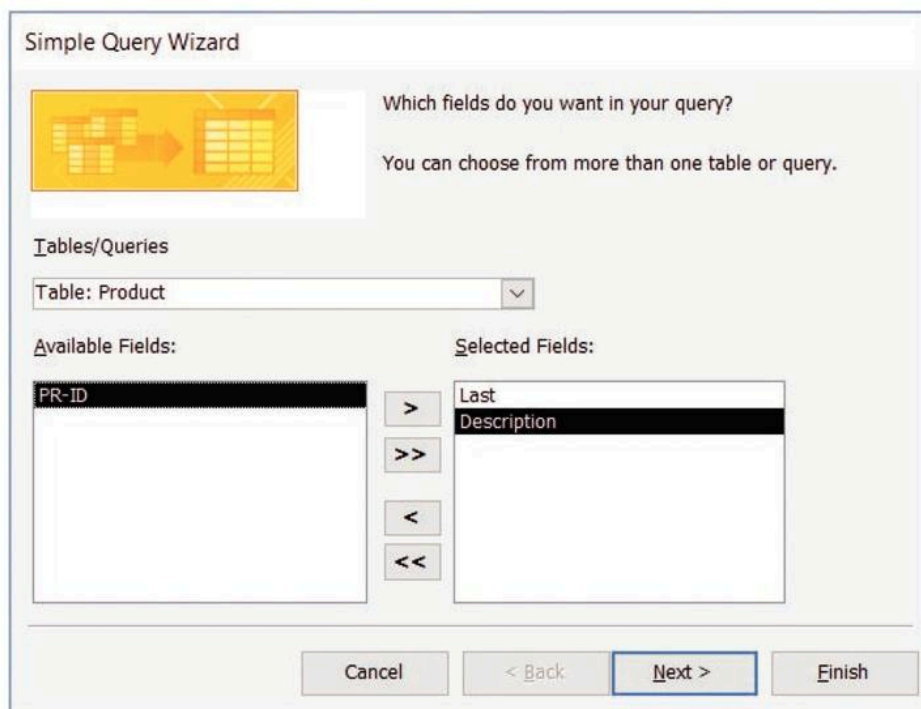 Simple Query Wizard
Which fields do you want in your query?
You can choose from more than one table or query.
Tables/Queries
Table: Product
Available Fields:
Selected Fields:
PR-ID
>
>>
<
<<
Last
Description
Cancel
< Back
Next >
Finish